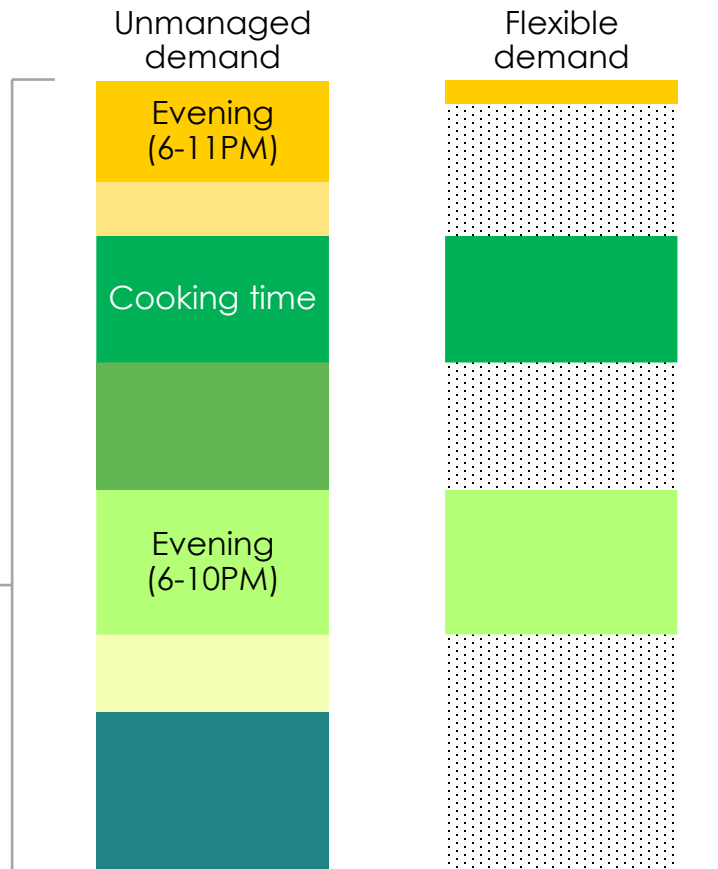 Unmanaged
demand
Flexible
demand
Evening
(6-11PM)
Cooking time
Evening
(6-10PM)